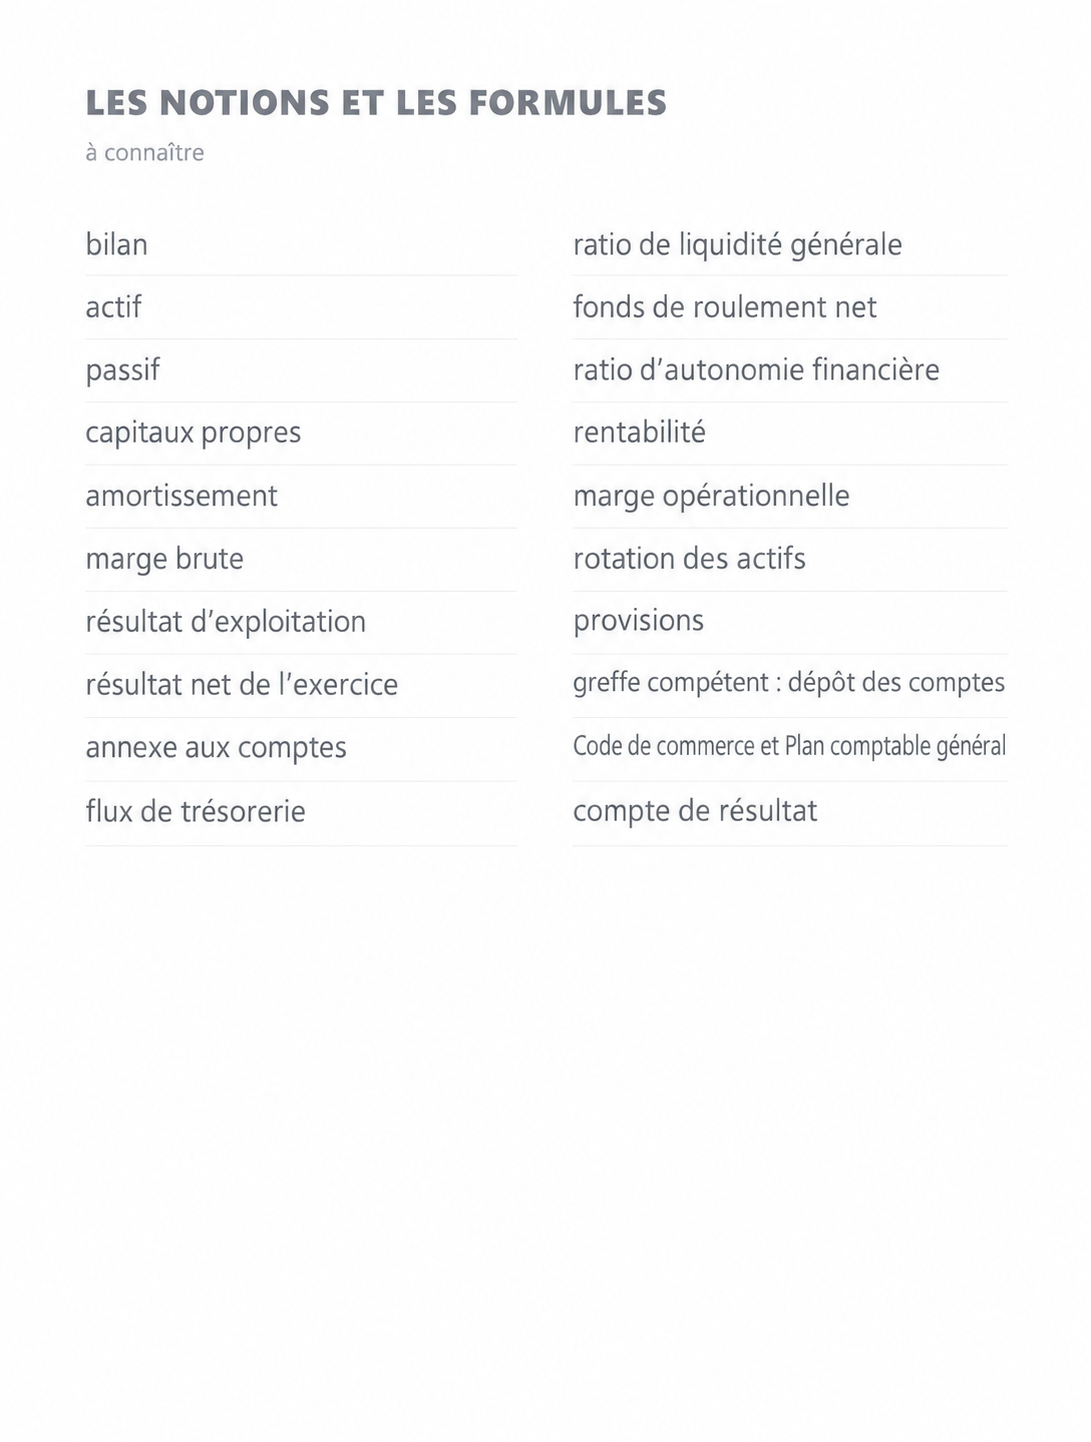 LES NOTIONS ET LES FORMULES
à connaître
bilan
actif
passif
capitaux propres
amortissement
marge brute
résultat d’exploitation
résultat net de l’exercice
annexe aux comptes
flux de trésorerie
ratio de liquidité générale
fonds de roulement net
ratio d’autonomie financière
rentabilité
marge opérationnelle
rotation des actifs
provisions
greffe compétent : dépôt des comptes
Code de commerce et Plan comptable général
compte de résultat